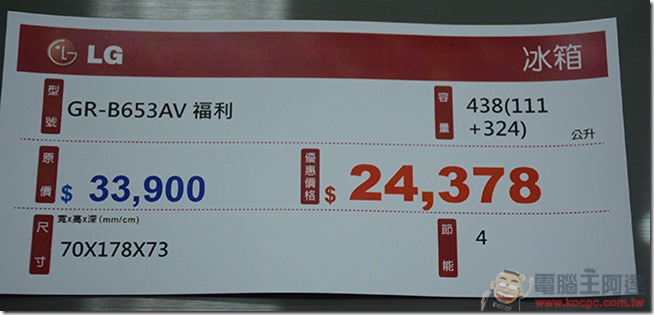 LG
冰箱
型號
GR-B653AV 福利
容量
438(111
+324)
公升
原價
$ 33,900
優惠價格
$ 24,378
尺寸
寬x高x深(mm/cm)
70X178X73
節能
4
電腦王阿達
http://www.kocpc.com.tw